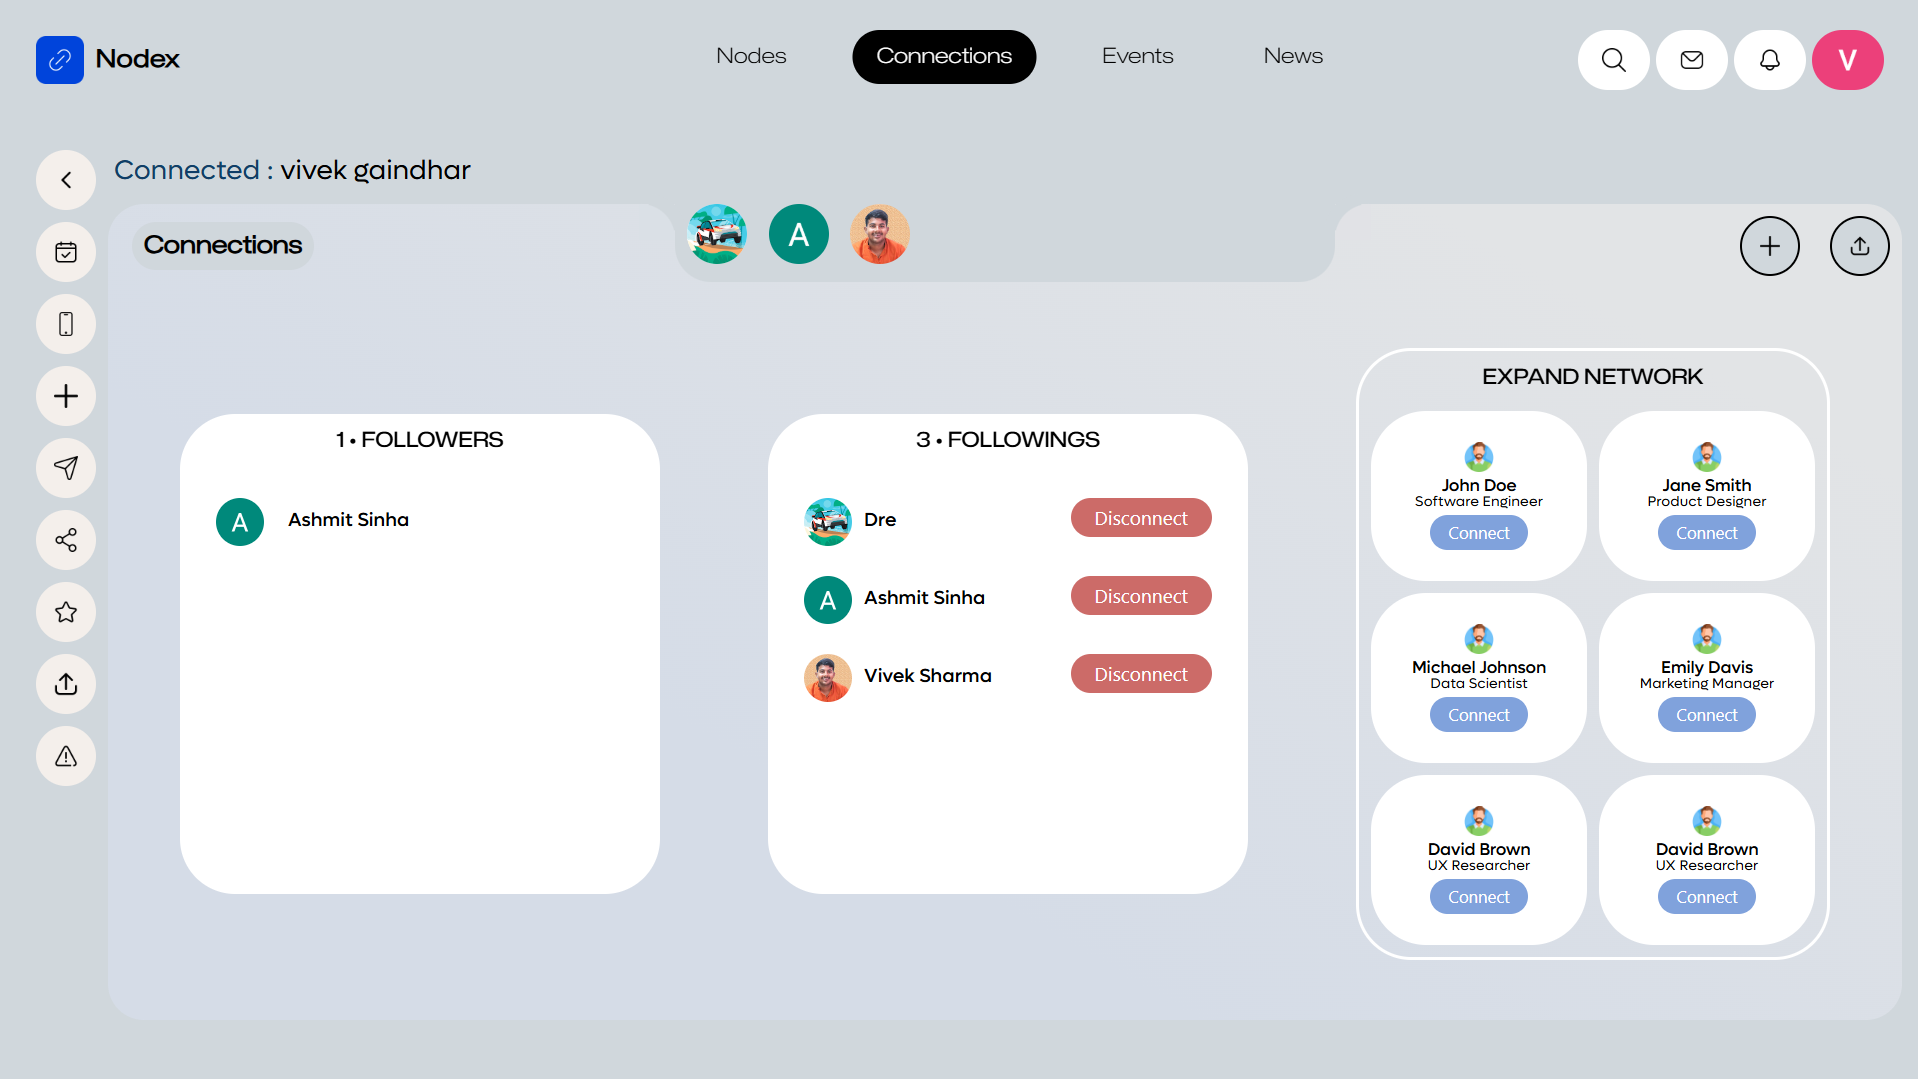 Nodex
Nodes
Connections
Events
News
V
Connected : vivek gaindhar
Connections
A
1 • FOLLOWERS
A
Ashmit Sinha
3 • FOLLOWINGS
Dre
Disconnect
A
Ashmit Sinha
Disconnect
Vivek Sharma
Disconnect
EXPAND NETWORK
John Doe
Software Engineer
Connect
Jane Smith
Product Designer
Connect
Michael Johnson
Data Scientist
Connect
Emily Davis
Marketing Manager
Connect
David Brown
UX Researcher
Connect
David Brown
UX Researcher
Connect